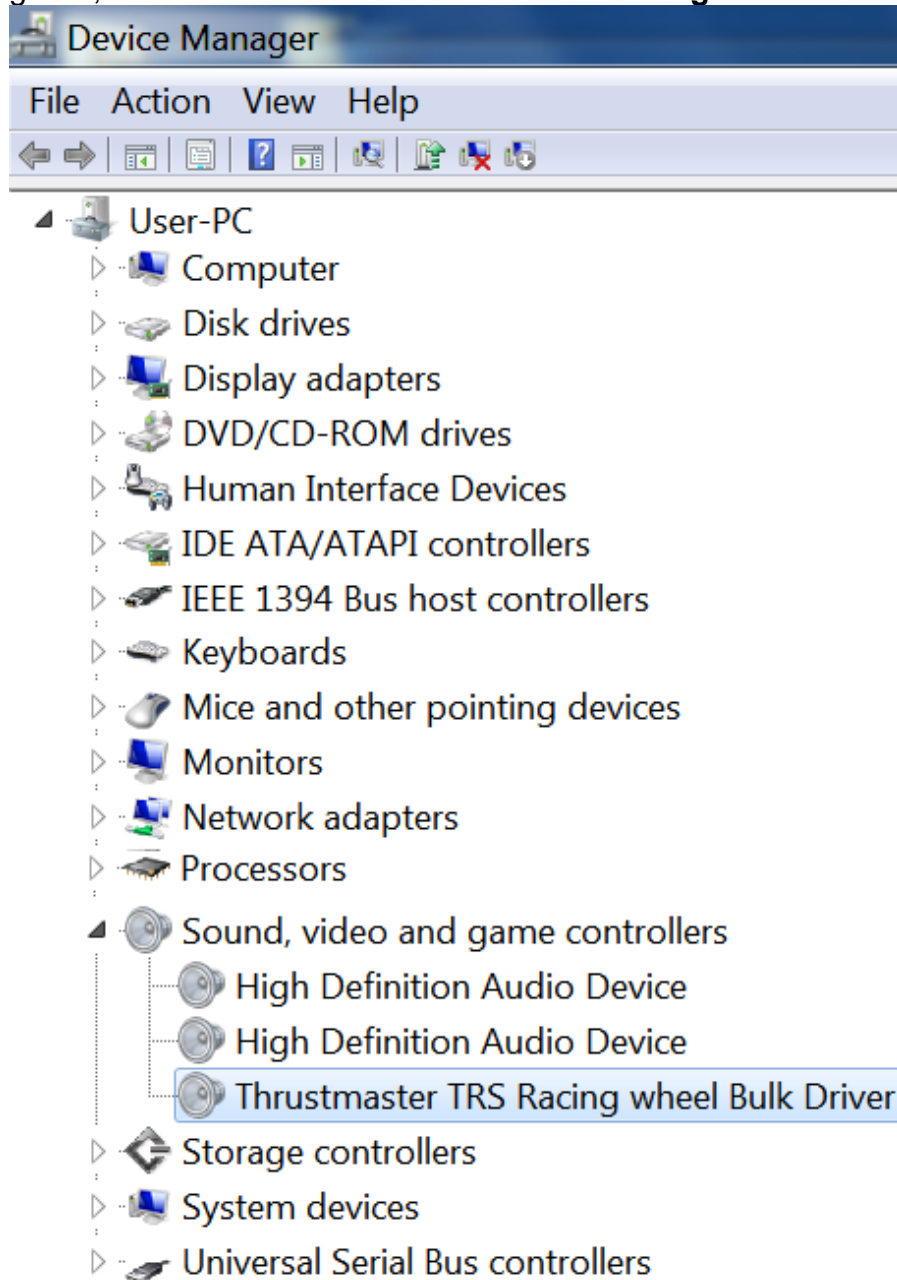 Device Manager
File Action View Help
User-PC
Computer
Disk drives
Display adapters
DVD/CD-ROM drives
Human Interface Devices
IDE ATA/ATAPI controllers
IEEE 1394 Bus host controllers
Keyboards
Mice and other pointing devices
Monitors
Network adapters
Processors
Sound, video and game controllers
High Definition Audio Device
High Definition Audio Device
Thrustmaster TRS Racing wheel Bulk Driver
Storage controllers
System devices
Universal Serial Bus controllers